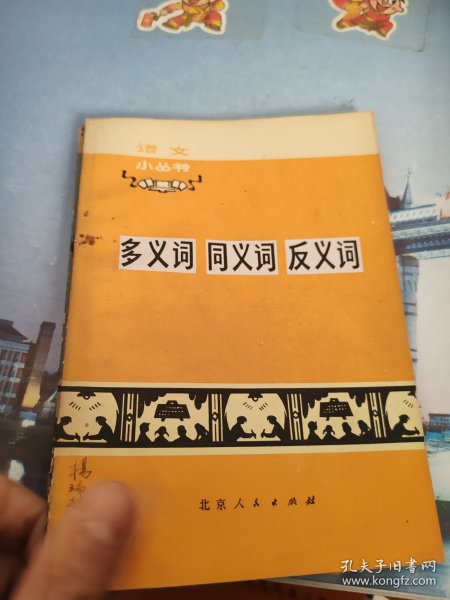 语文
小丛书
多义词 同义词 反义词
杨
北京人民出版社
孔夫子旧书网
www.kongfz.com